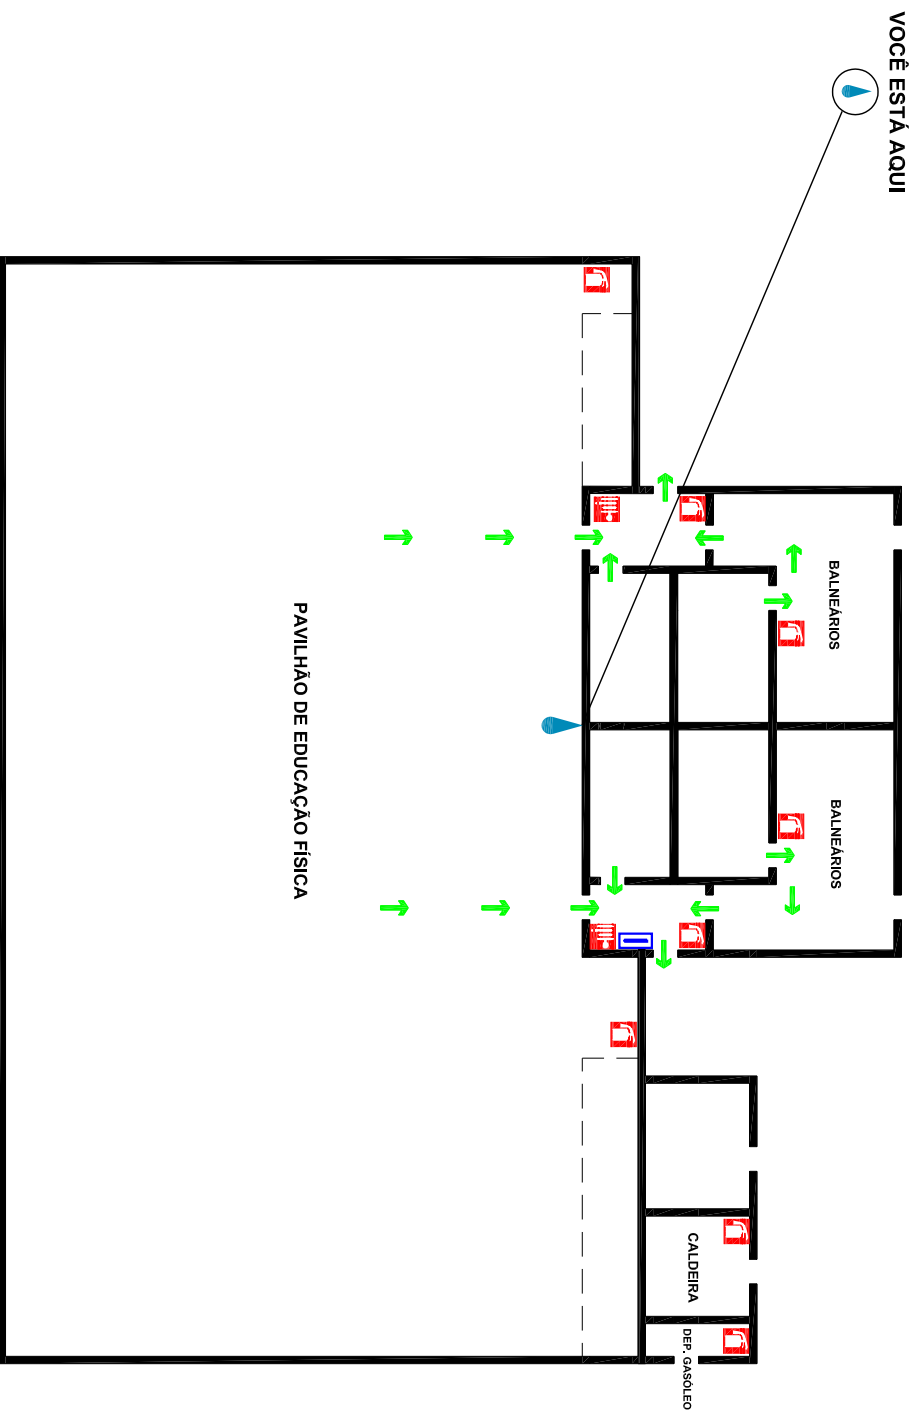 VOCÊ ESTÁ AQUI
BALNEÁRIOS
BALNEÁRIOS
PAVILHÃO DE EDUCAÇÃO FÍSICA
CALDEIRA
DEP. GASÓLEO